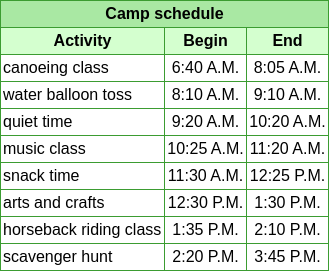 Camp schedule
Activity Begin End
canoeing class 6:40 A.M. 8:05 A.M.
water balloon toss 8:10 A.M. 9:10 A.M.
quiet time 9:20 A.M. 10:20 A.M.
music class 10:25 A.M. 11:20 A.M.
snack time 11:30 A.M. 12:25 P.M.
arts and crafts 12:30 P.M. 1:30 P.M.
horseback riding class 1:35 P.M. 2:10 P.M.
scavenger hunt 2:20 P.M. 3:45 P.M.